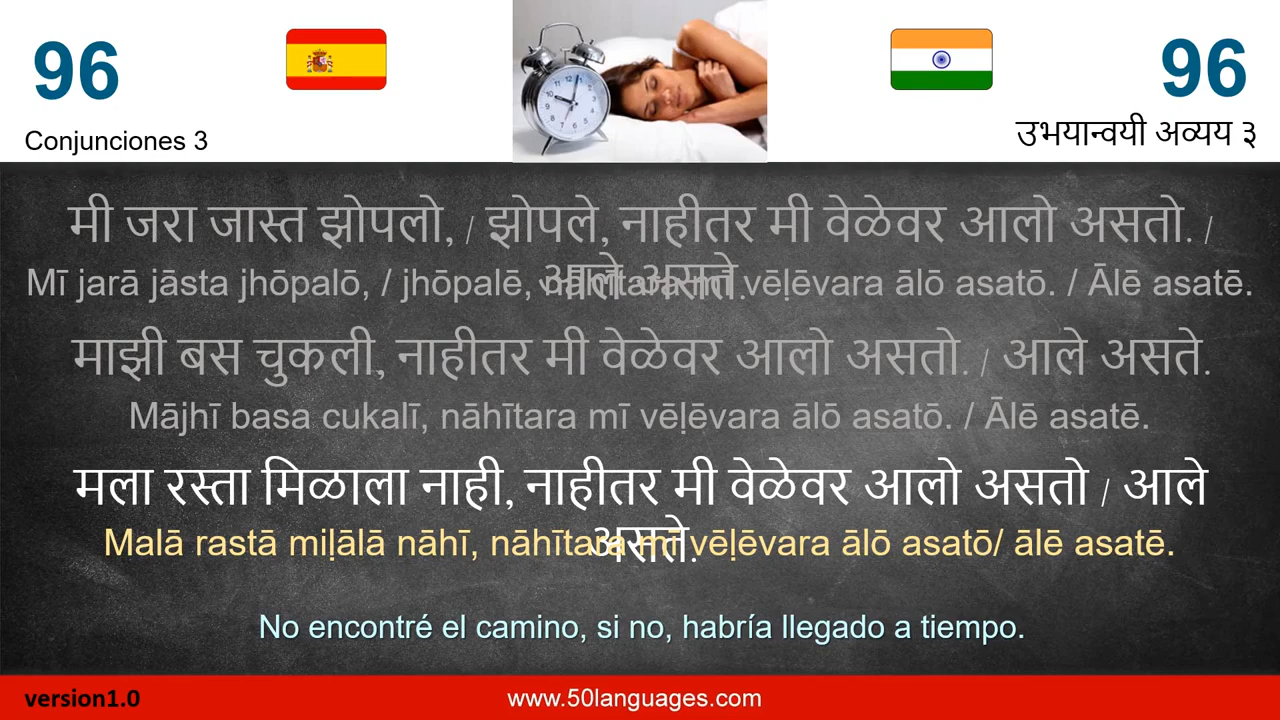 96
96
Conjunciones 3
उभयान्वयी अव्यय ३
मी जरा जास्त झोपलो, / झोपले, नाहीतर मी वेळेवर आलो असतो. /
आले असते.
Mī jarā jāsta jhōpalō, / jhōpalē, nāhītara mī vēḷēvara ālō asatō. / Ālē asatē.
माझी बस चुकली, नाहीतर मी वेळेवर आलो असतो. / आले असते.
Mājhī basa cukalī, nāhītara mī vēḷēvara ālō asatō. / Ālē asatē.
मला रस्ता मिळाला नाही, नाहीतर मी वेळेवर आलो असतो / आले
असते.
Malā rastā miḷālā nāhī, nāhītara mī vēḷēvara ālō asatō/ ālē asatē.
No encontré el camino, si no, habría llegado a tiempo.
version1.0
www.50languages.com